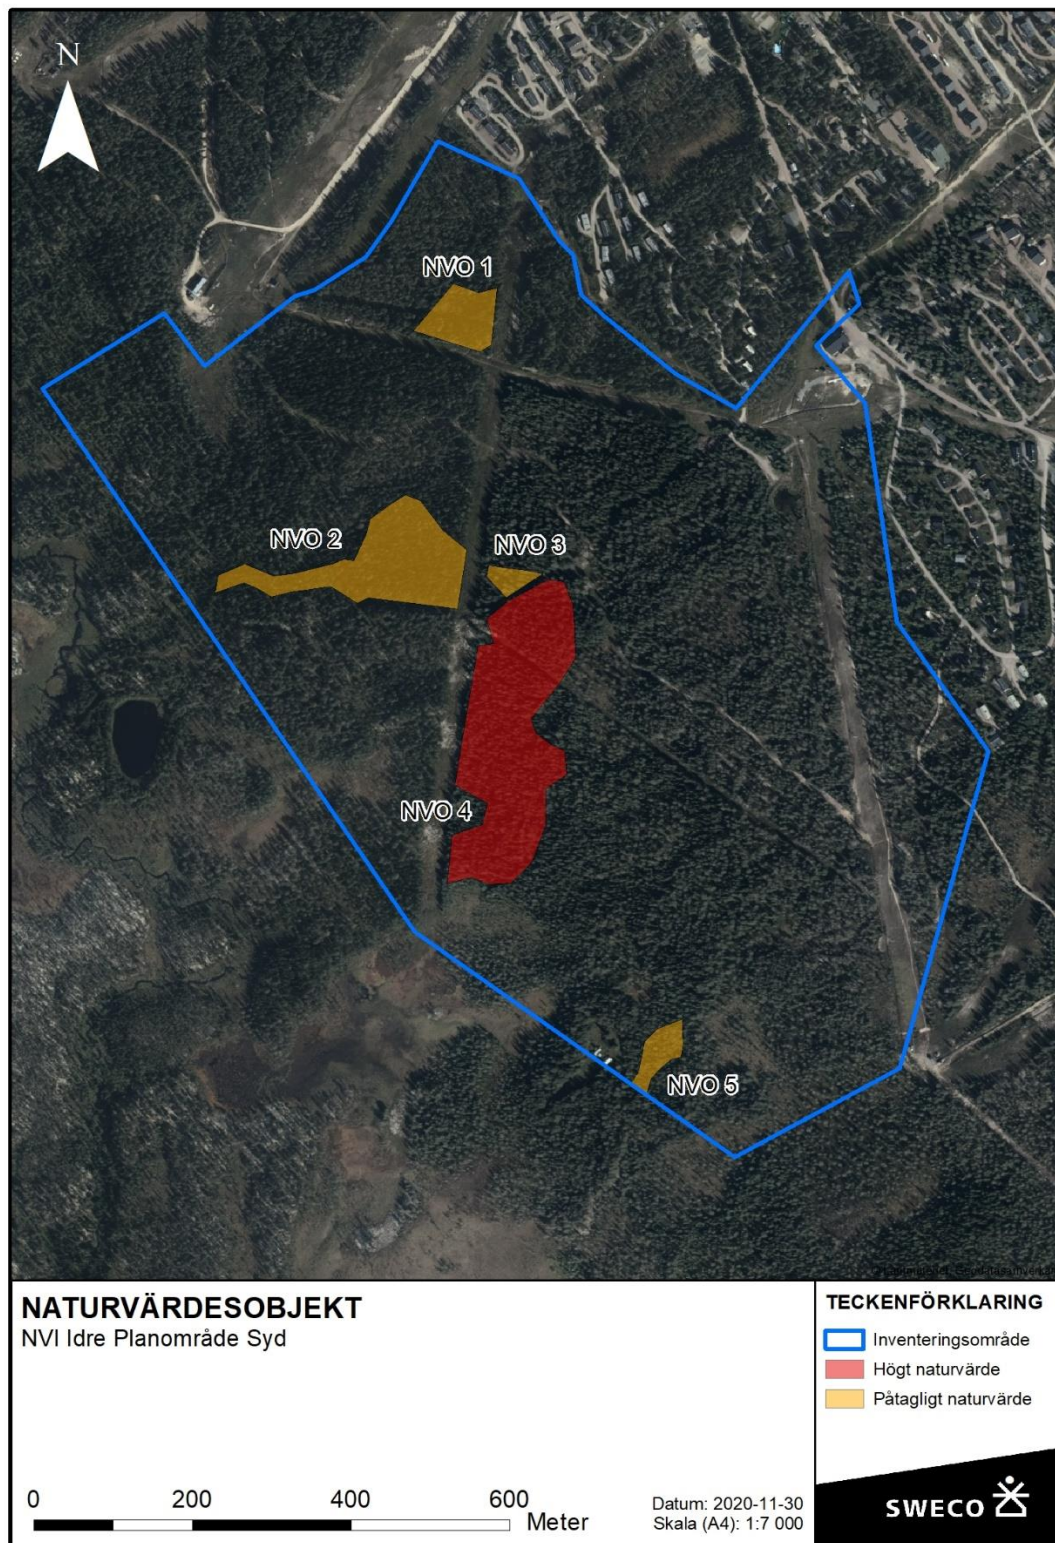 N
NVO 1
NVO 2
NVO 3
NVO 4
NVO 5
NATURVÄRDESOBJEKT
NVI Idre Planområde Syd
0 200 400 600 Meter
Datum: 2020-11-30
Skala (A4): 1:7 000
TECKENFÖRKLARING
Inventeringsområde
Högt naturvärde
Påtagligt naturvärde
SWECO